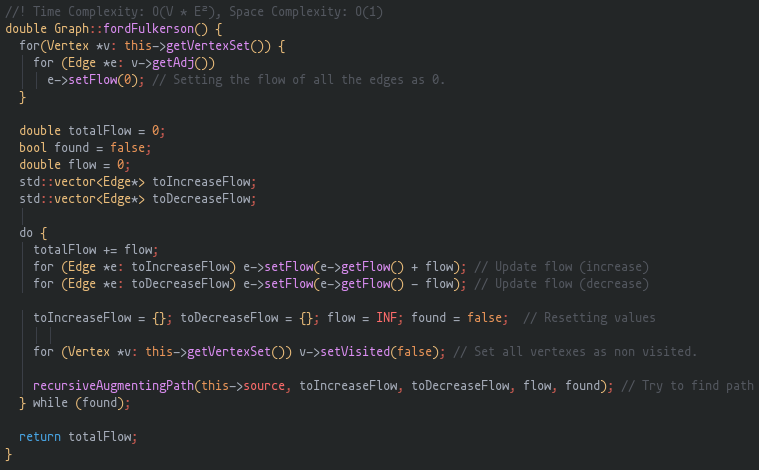 //! Time Complexity: O(V * E²), Space Complexity: O(1)
double Graph::fordFulkerson() {
for(Vertex *v: this->getVertexSet()) {
for (Edge *e: v->getAdj())
e->setFlow(0); // Setting the flow of all the edges as 0.
}
double totalFlow = 0;
bool found = false;
double flow = 0;
std::vector<Edge*> toIncreaseFlow;
std::vector<Edge*> toDecreaseFlow;
do {
totalFlow += flow;
for (Edge *e: toIncreaseFlow) e->setFlow(e->getFlow() + flow); // Update flow (increase)
for (Edge *e: toDecreaseFlow) e->setFlow(e->getFlow() - flow); // Update flow (decrease)
toIncreaseFlow = {}; toDecreaseFlow = {}; flow = INF; found = false;  // Resetting values
for (Vertex *v: this->getVertexSet()) v->setVisited(false); // Set all vertexes as non visited.
recursiveAugmentingPath(this->source, toIncreaseFlow, toDecreaseFlow, flow, found); // Try to find path
} while (found);
return totalFlow;
}